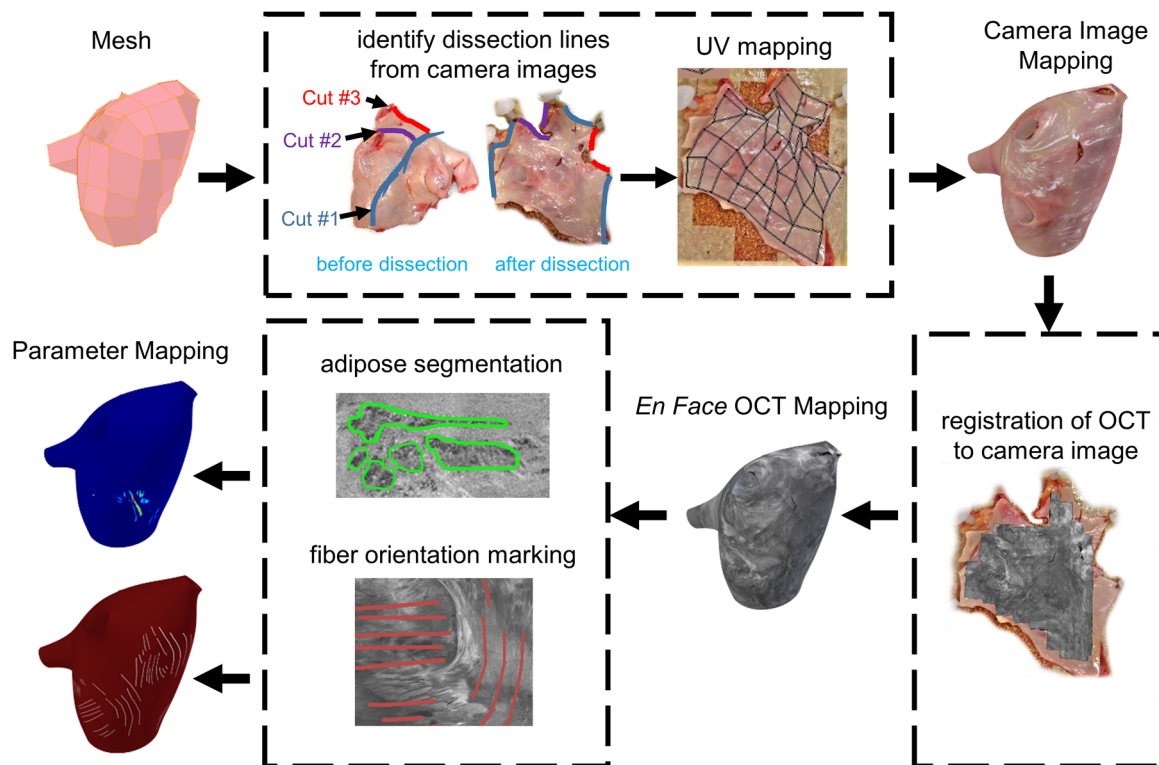 Mesh
identify dissection lines
from camera images
Cut #3
Cut #2
Cut #1
before dissection
after dissection
UV mapping
Camera Image
Mapping
registration of OCT
to camera image
En Face OCT Mapping
adipose segmentation
fiber orientation marking
Parameter Mapping